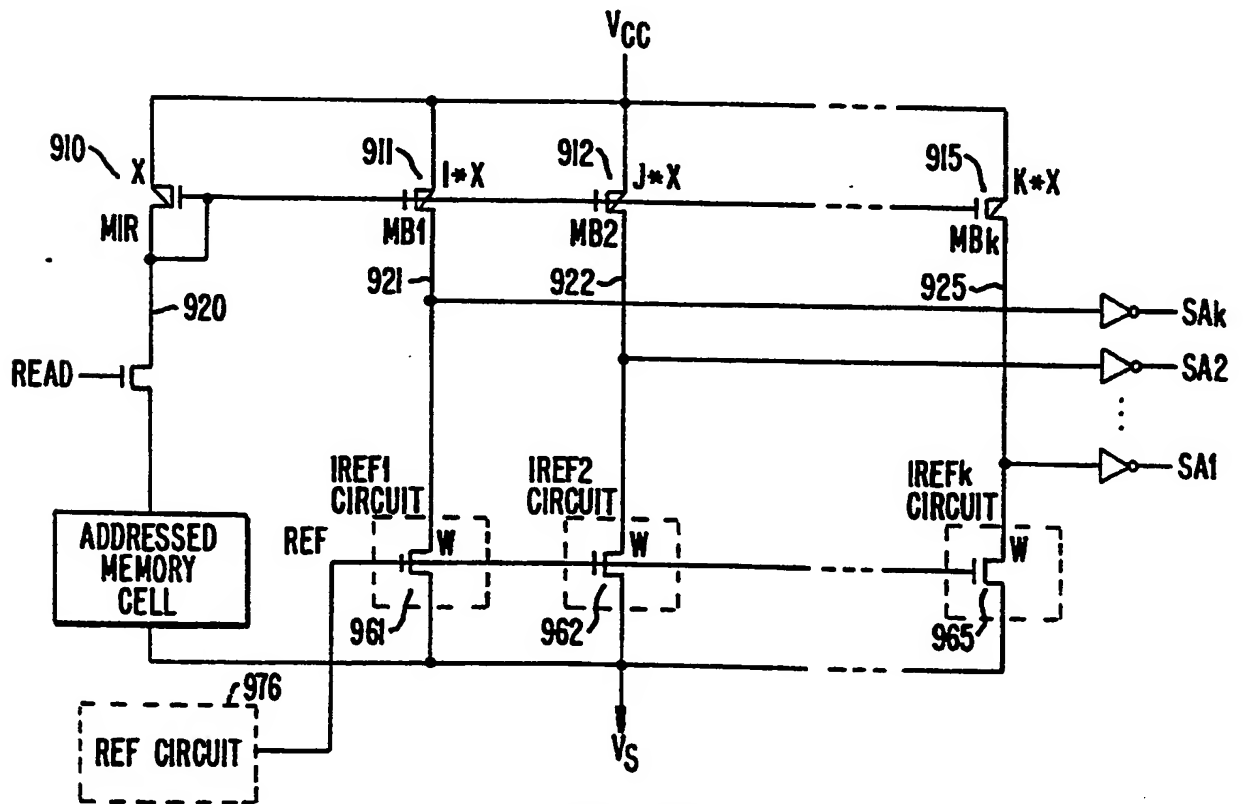 VCC
910
X
MIR
911
I*X
MB1
912
J*X
MB2
915
K*X
MBk
920
921
922
925
SAk
READ
SA2
SA1
IREF1
CIRCUIT
IREF2
CIRCUIT
IREFk
CIRCUIT
ADDRESSED
MEMORY
CELL
REF
W
W
W
961
962
965
976
REF CIRCUIT
VS